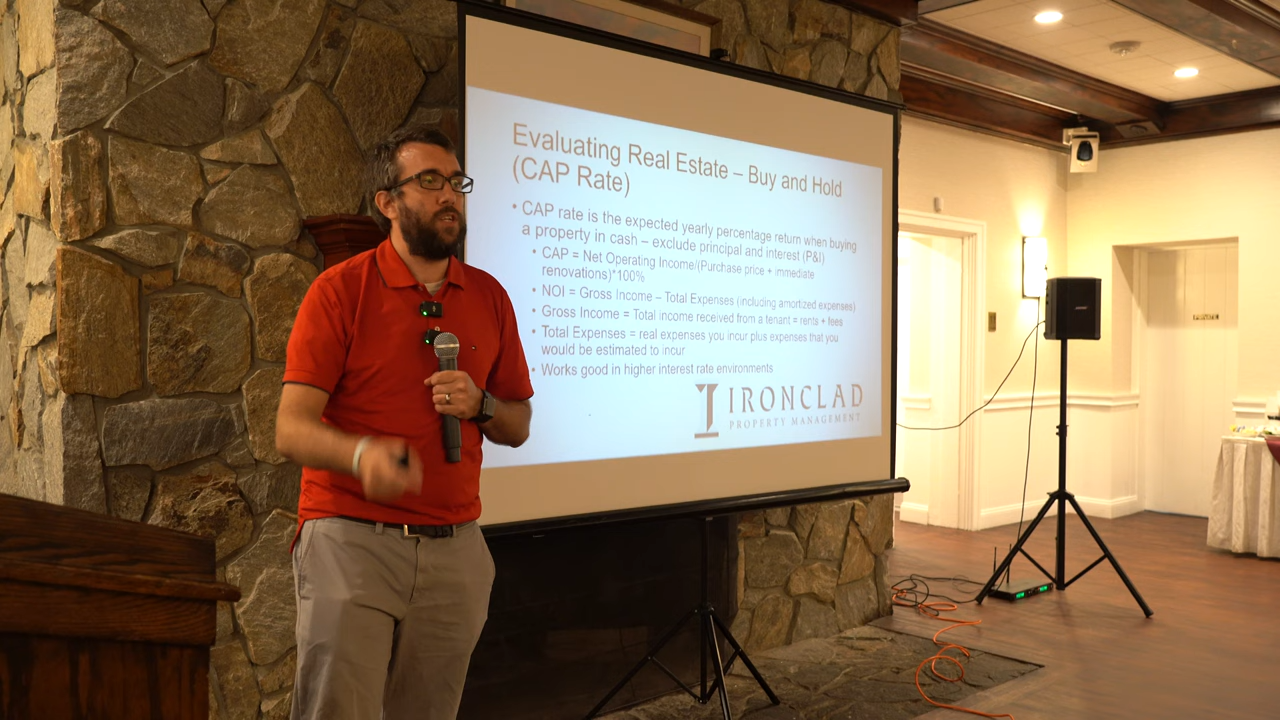 Evaluating Real Estate – Buy and Hold
(CAP Rate)
• CAP rate is the expected yearly percentage return when buying
a property in cash – exclude principal and interest (P&I)
• CAP = Net Operating Income/(Purchase price + immediate
renovations)*100%
• NOI = Gross Income – Total Expenses (including amortized expenses)
• Gross Income = Total income received from a tenant = rents + fees
• Total Expenses = real expenses you incur plus expenses that you
would be estimated to incur
• Works good in higher interest rate environments
IRONCLAD
PROPERTY MANAGEMENT
PRIVATE